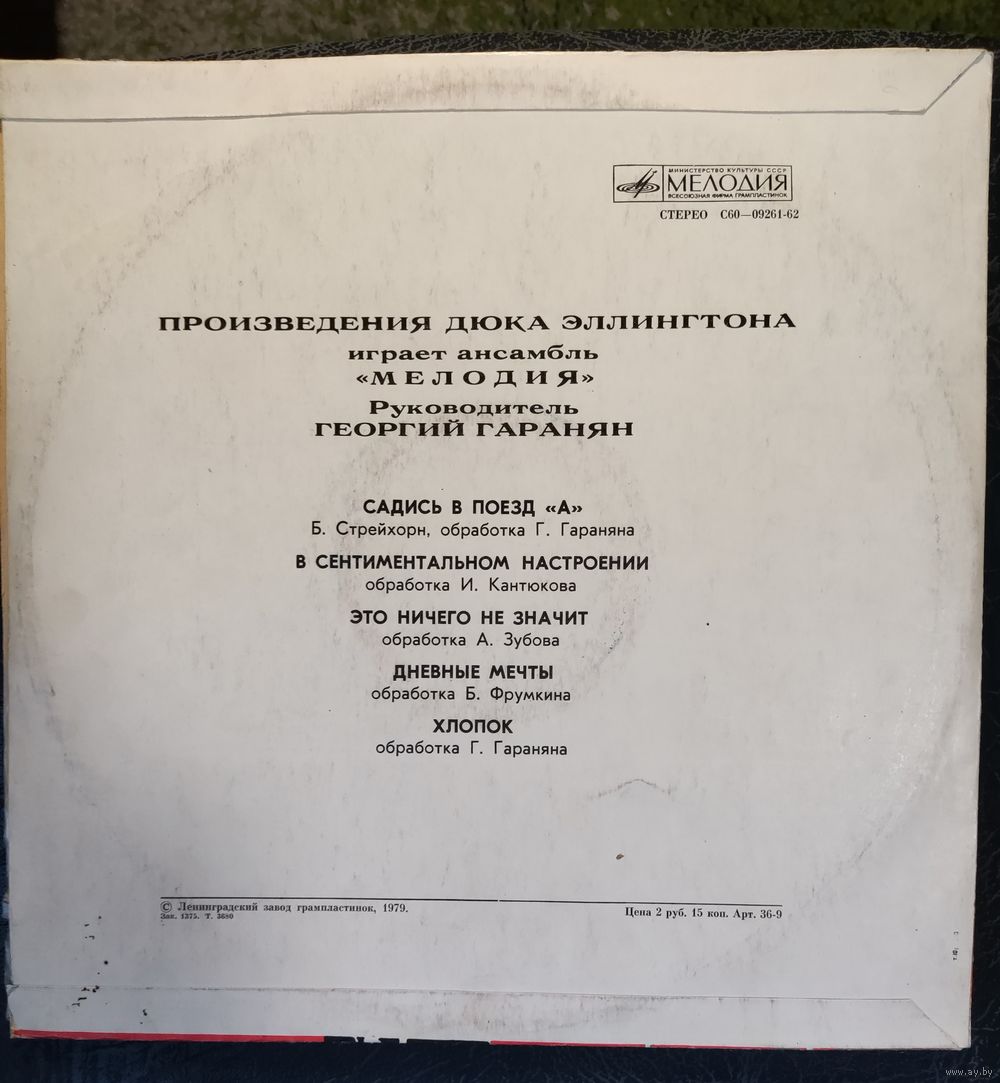 МИНИСТЕРСТВО КУЛЬТУРЫ СССР
МЕЛОДИЯ
ВСЕСОЮЗНАЯ ФИРМА ГРАМПЛАСТИНОК
СТЕРЕО С60—09261-62
ПРОИЗВЕДЕНИЯ ДЮКА ЭЛЛИНГТОНА
играет ансамбль
«МЕЛОДИЯ»
Руководитель
ГЕОРГИЙ ГАРАНЯН
САДИСЬ В ПОЕЗД «А»
Б. Стрейхорн, обработка Г. Гараняна
В СЕНТИМЕНТАЛЬНОМ НАСТРОЕНИИ
обработка И. Кантюкова
ЭТО НИЧЕГО НЕ ЗНАЧИТ
обработка А. Зубова
ДНЕВНЫЕ МЕЧТЫ
обработка Б. Фрумкина
ХЛОПОК
обработка Г. Гараняна
© Ленинградский завод грампластинок, 1979.
Зак. 1375. Т. 3680
Цена 2 руб. 15 коп. Арт. 36-9
www.ay.by